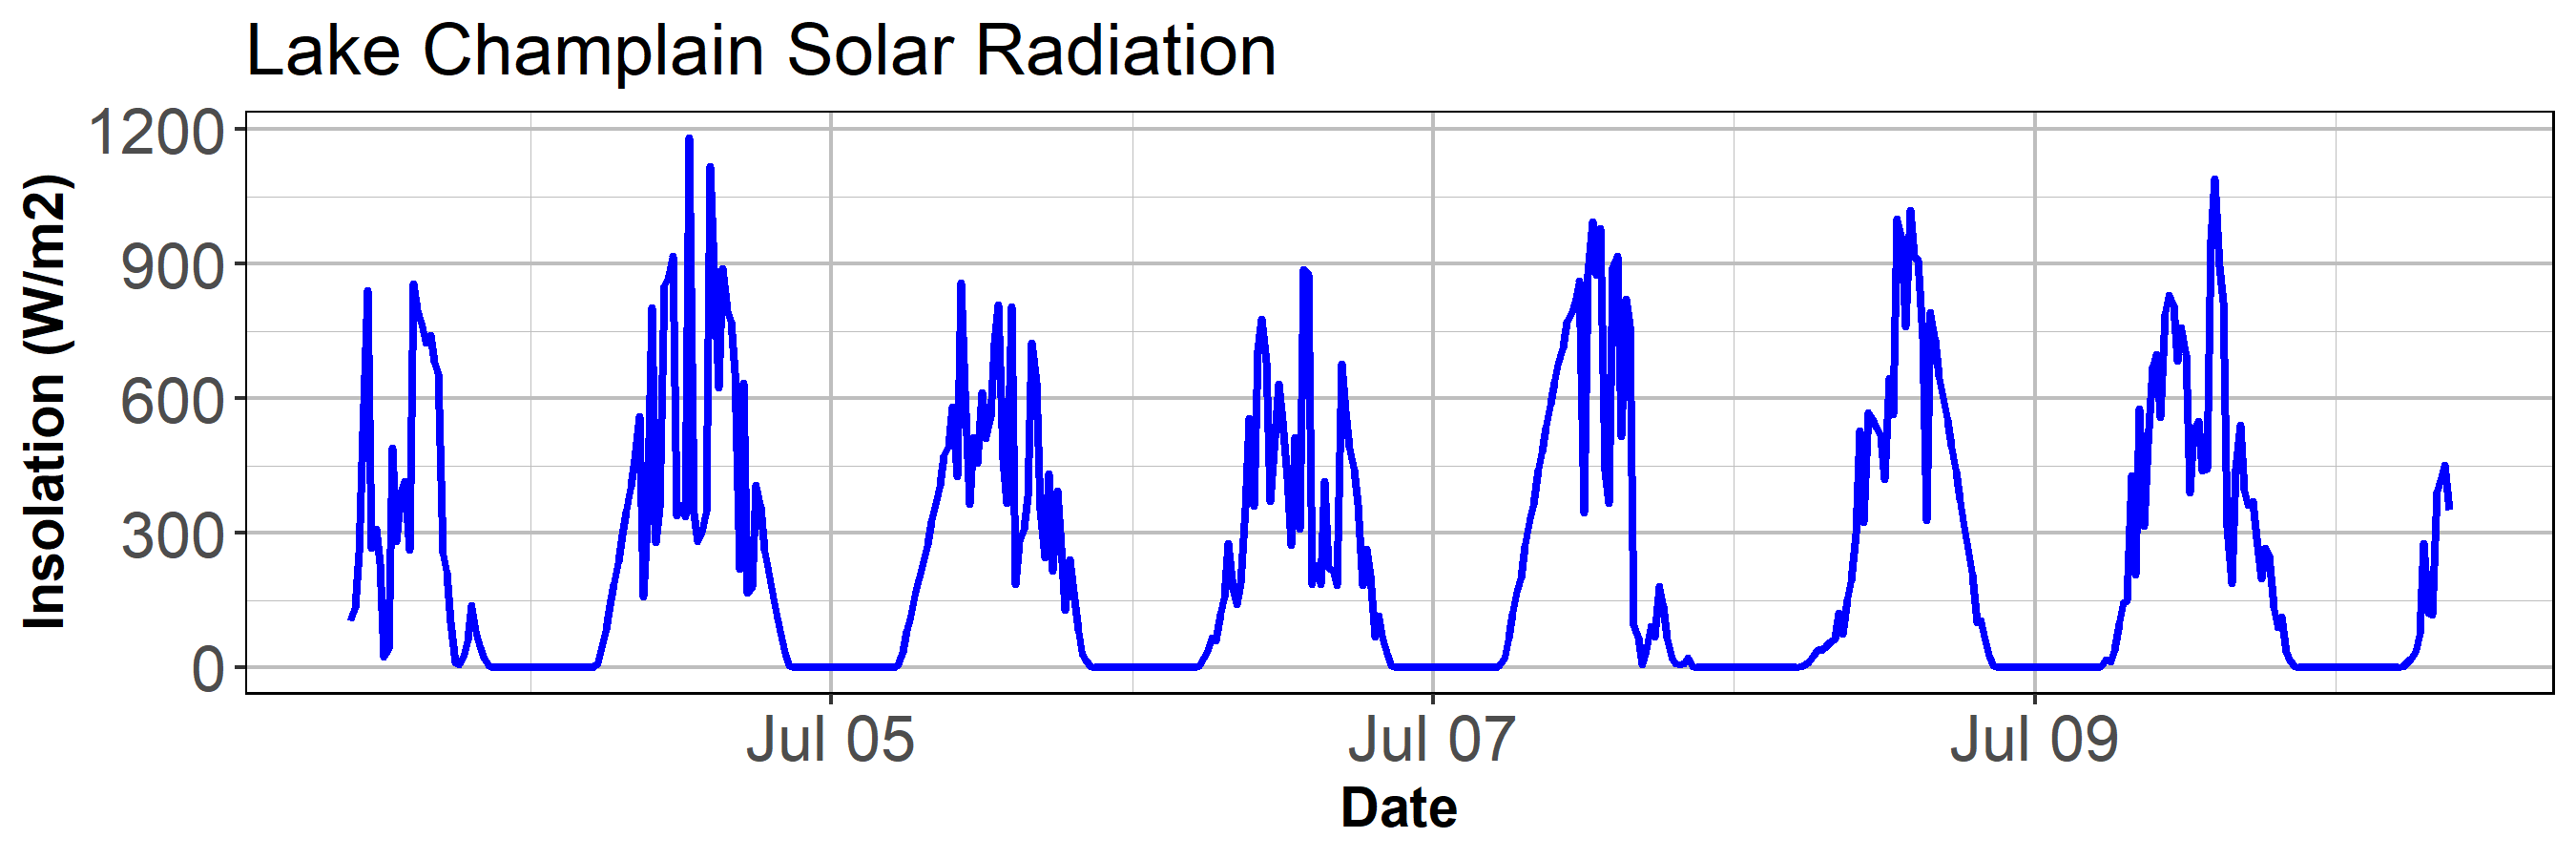 Lake Champlain Solar Radiation
Insolation (W/m2)
1200
900
600
300
0
Jul 05
Jul 07
Jul 09
Date